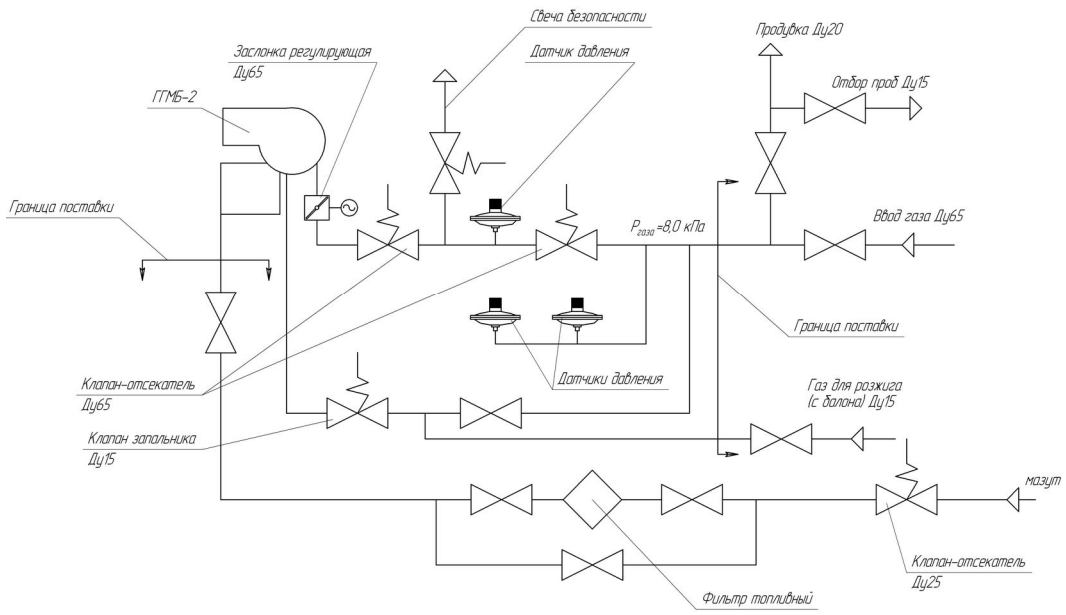 Свеча безопасности
Продувка Ду20
Заслонка регулирующая
Ду65
Датчик давления
Отбор проб Ду15
ГГМБ-2
Граница поставки
Ргаза=8,0 кПа
Ввод газа Ду65
Граница поставки
Клапан-отсекатель
Ду65
Датчики давления
Газ для розжига
(с балона) Ду15
Клапан запальника
Ду15
мазут
Клапан-отсекатель
Ду25
Фильтр топливный